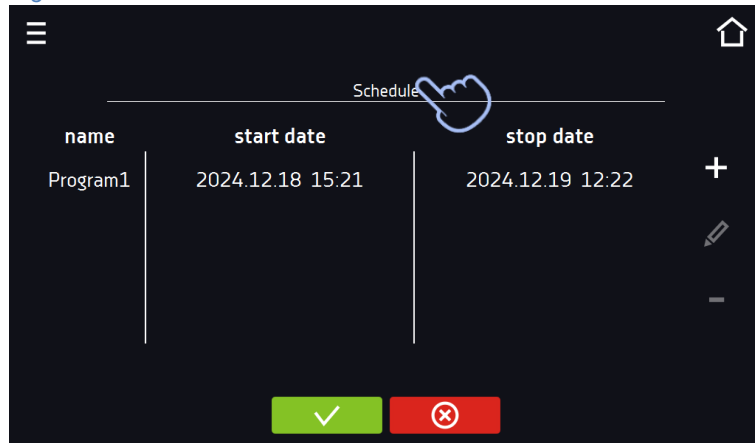 Schedule
name start date stop date
Program1 2024.12.18 15:21 2024.12.19 12:22